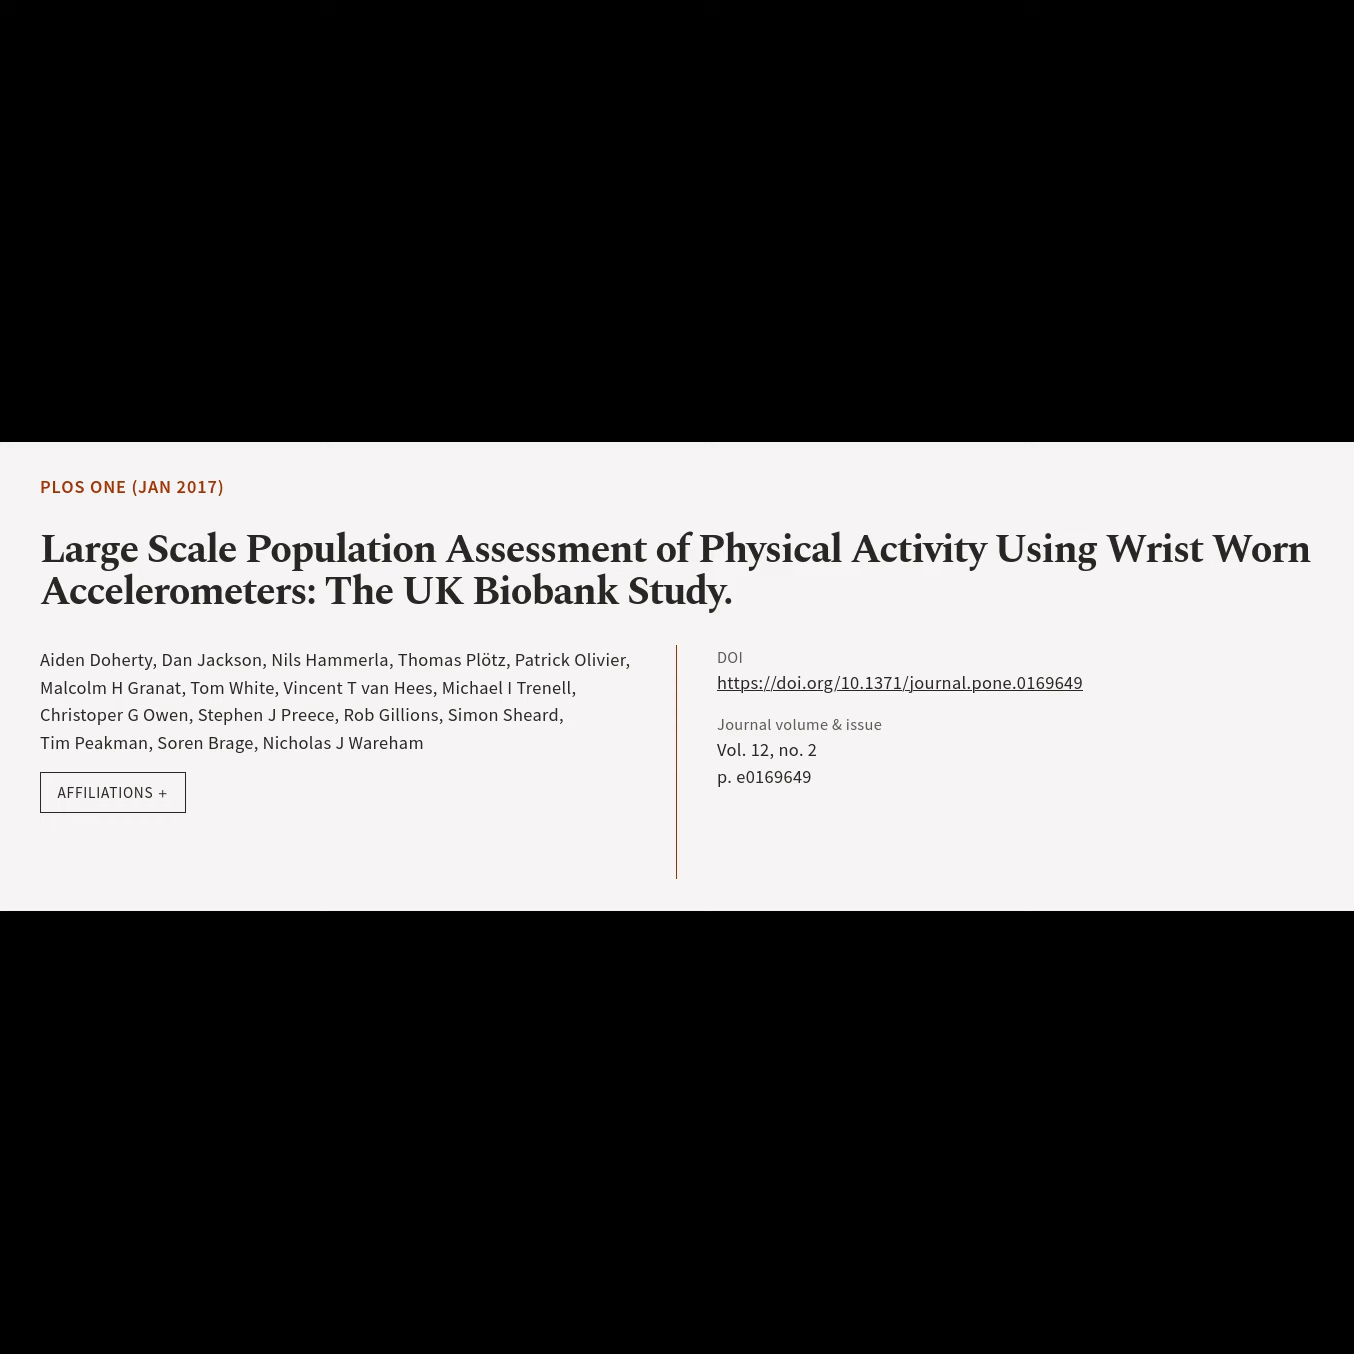 PLOS ONE (JAN 2017)
Large Scale Population Assessment of Physical Activity Using Wrist Worn
Accelerometers: The UK Biobank Study.
Aiden Doherty, Dan Jackson, Nils Hammerla, Thomas Plötz, Patrick Olivier,
Malcolm H Granat, Tom White, Vincent T van Hees, Michael I Trenell,
Christoper G Owen, Stephen J Preece, Rob Gillions, Simon Sheard,
Tim Peakman, Soren Brage, Nicholas J Wareham
AFFILIATIONS +
DOI
https://doi.org/10.1371/journal.pone.0169649
Journal volume & issue
Vol. 12, no. 2
p. e0169649